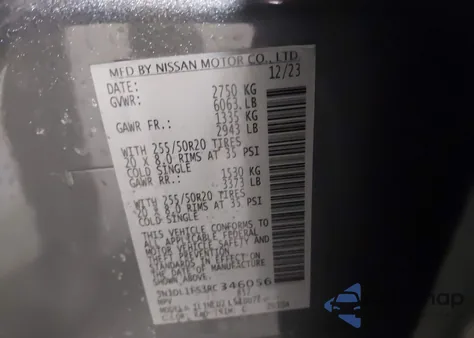 MFD BY NISSAN MOTOR CO., LTD
DATE: 12/23
GVWR: 2750 KG
6063 LB
GAWR FR.: 1335 KG
2943 LB
WITH 255/50R20 TIRES
20 X 8.0 RIMS AT 35 PSI
COLD SINGLE
GAWR RR.: 1530 KG
3373 LB
WITH 255/50R20 TIRES
20 X 8.0 RIMS AT 35 PSI
COLD SINGLE
THIS VEHICLE CONFORMS
TO ALL APPLICABLE FEDERAL
MOTOR VEHICLE SAFETY AND
THEFT PREVENTION
STANDARDS IN EFFECT ON
THE DATE OF MANUFACTURE
SHOWN ABOVE.
346056
MPV